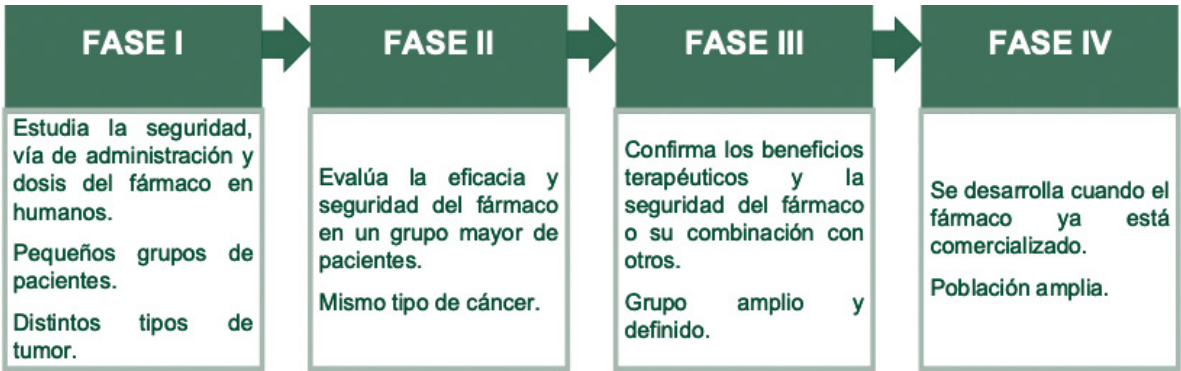 FASE I
Estudia la seguridad,
vía de administración y
dosis del fármaco en
humanos.
Pequeños grupos de
pacientes.
Distintos tipos de
tumor.
FASE II
Evalúa la eficacia y
seguridad del fármaco
en un grupo mayor de
pacientes.
Mismo tipo de cáncer.
FASE III
Confirma los beneficios
terapéuticos y la
seguridad del fármaco
o su combinación con
otros.
Grupo amplio y
definido.
FASE IV
Se desarrolla cuando el
fármaco ya está
comercializado.
Población amplia.